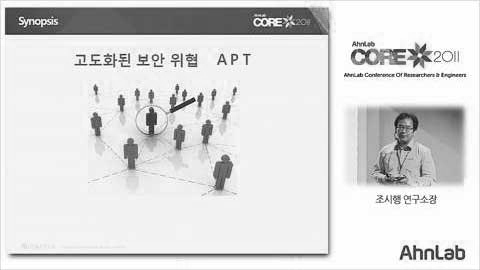 Synopsis
AhnLab
CORE 2011
고도화된 보안 위협 APT
AhnLab
CORE 2011
AhnLab Conference Of Researchers & Engineers
조시행 연구소장
AhnLab